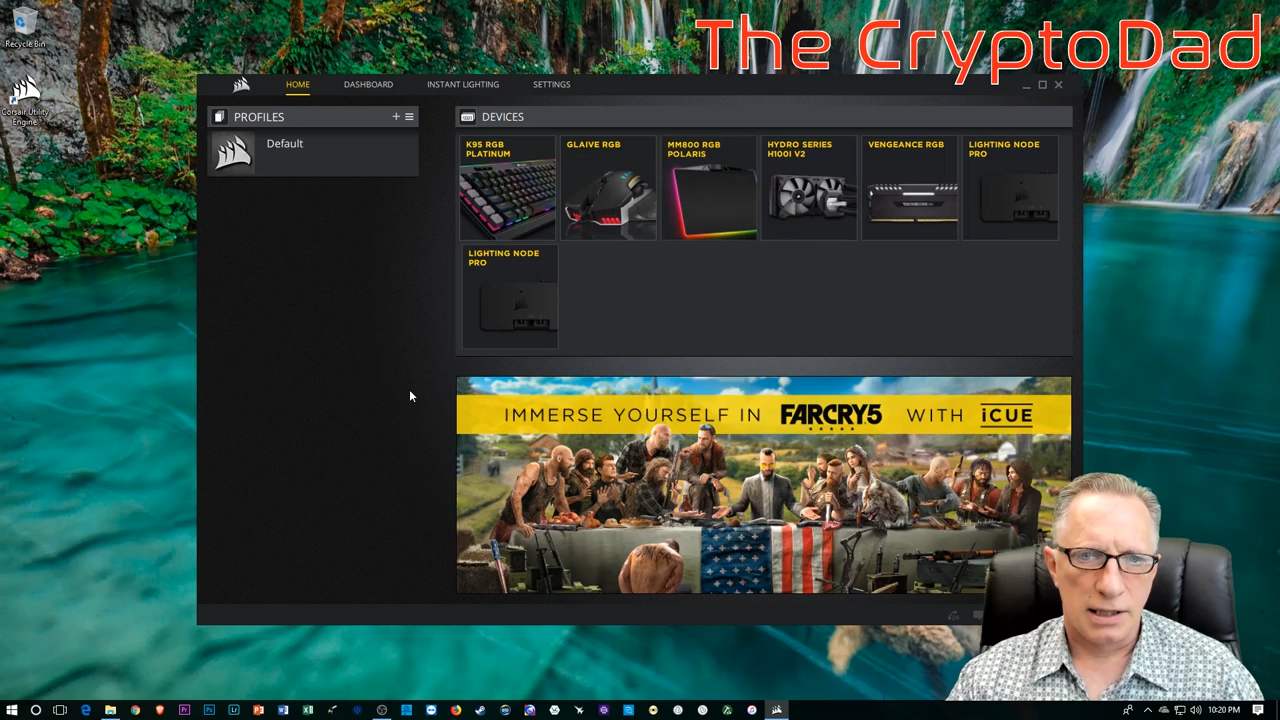 The CryptoDad
Recycle Bin
Corsair Utility
Engine
HOME
DASHBOARD
INSTANT LIGHTING
SETTINGS
PROFILES
Default
DEVICES
K95 RGB
PLATINUM
GLAIVE RGB
MM800 RGB
POLARIS
HYDRO SERIES
H100I V2
VENGEANCE RGB
LIGHTING NODE
PRO
LIGHTING NODE
PRO
IMMERSE YOURSELF IN FARCRY5 WITH iCUE
10:20 PM